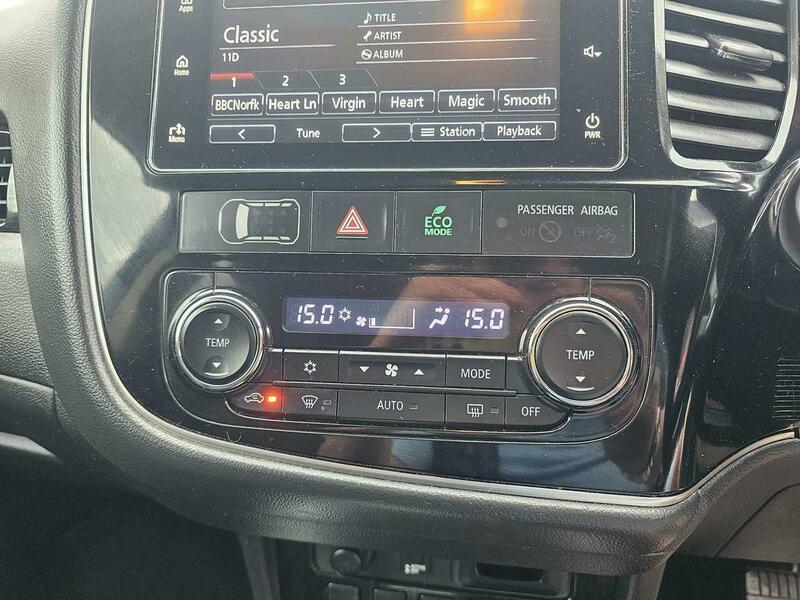 Apps
Classic
TITLE
11D
ARTIST
ALBUM
Home
1 2 3
BBCNorfk Heart Ln Virgin Heart Magic Smooth
Menu
< Tune > Station Playback
PWR
ECO
MODE
PASSENGER AIRBAG
ON OFF
15.0 15.0
TEMP
MODE
TEMP
AUTO
OFF